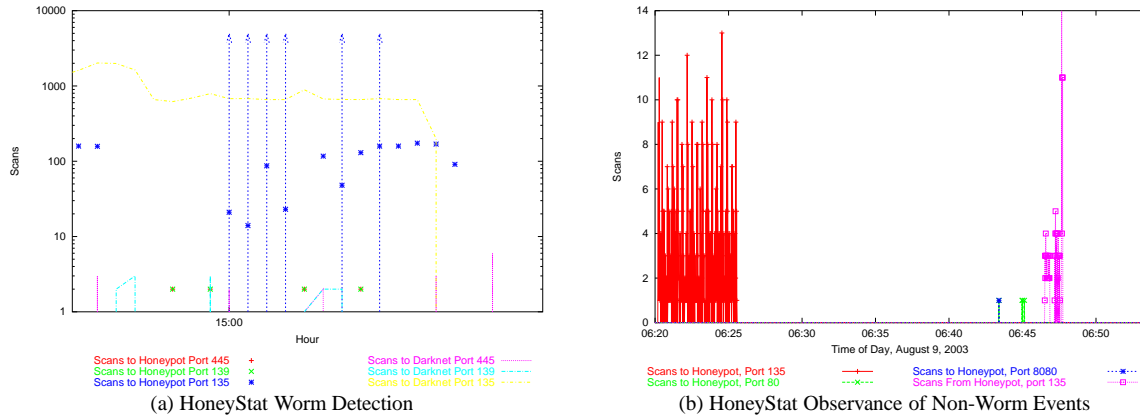 10000
1000
100
10
1
Scans
15:00
Hour
Scans to Honeypot Port 445
Scans to Honeypot Port 139
Scans to Honeypot Port 135
Scans to Darknet Port 445
Scans to Darknet Port 139
Scans to Darknet Port 135
(a) HoneyStat Worm Detection
14
12
10
8
6
4
2
0
Scans
06:20 06:25 06:30 06:35 06:40 06:45 06:50
Time of Day, August 9, 2003
Scans to Honeypot, Port 135
Scans to Honeypot, Port 80
Scans to Honeypot, Port 8080
Scans From Honeypot, port 135
(b) HoneyStat Observance of Non-Worm Events